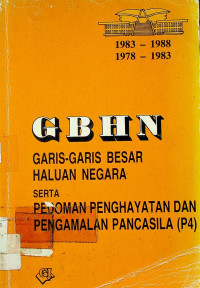 1983 – 1988
1978 – 1983
GBHN
GARIS-GARIS BESAR
HALUAN NEGARA
SERTA
PEDOMAN PENGHAYATAN DAN
PENGAMALAN PANCASILA (P4)